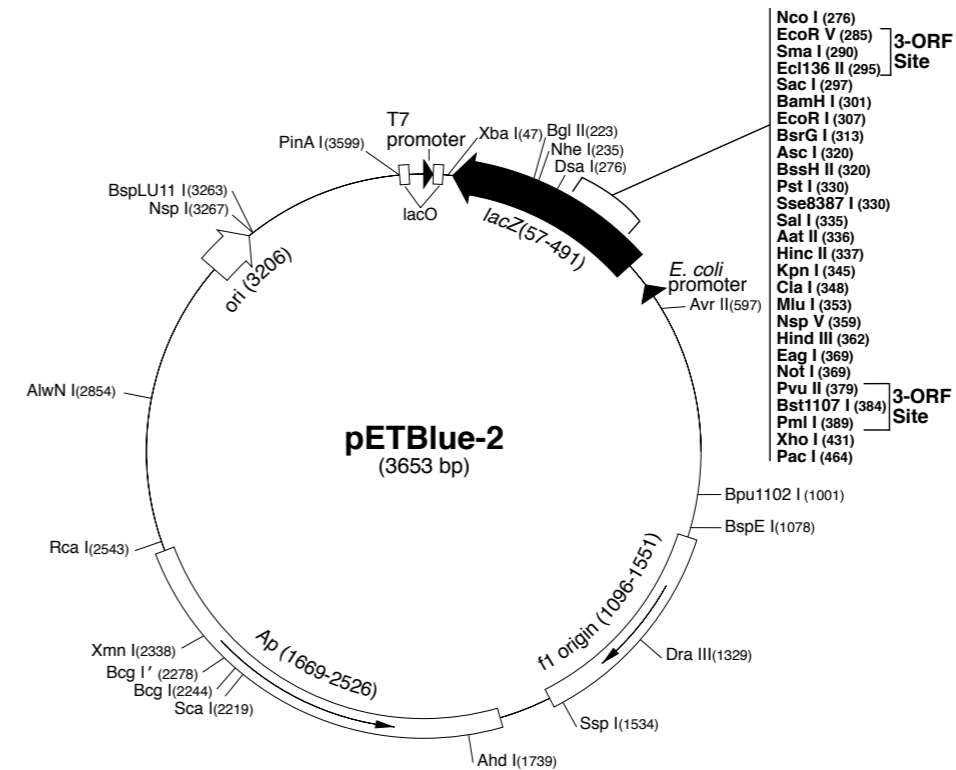 Nco I (276)
EcoR V (285)
Sma I (290)
Ecl136 II (295)
3-ORF
Site
Sac I (297)
BamH I (301)
EcoR I (307)
BsrG I (313)
Asc I (320)
BssH II (320)
Pst I (330)
Sse8387 I (330)
Sal I (335)
Aat II (336)
Hinc II (337)
Kpn I (345)
Cla I (348)
Mlu I (353)
Nsp V (359)
Hind III (362)
Eag I (369)
Not I (369)
Pvu II (379)
Bst1107 I (384)
Pml I (389)
3-ORF
Site
Xho I (431)
Pac I (464)
T7
promoter
PinA I(3599)
Xba I(47)
Bgl II(223)
Nhe I(235)
Dsa I(276)
BspLU11 I(3263)
Nsp I(3267)
lacO
lacZ(57-491)
ori (3206)
E. coli
promoter
Avr II(597)
AlwN I(2854)
pETBlue-2
(3653 bp)
Bpu1102 I(1001)
BspE I(1078)
Rca I(2543)
f1 origin (1096-1551)
Ap (1669-2526)
Xmn I(2338)
Bcg I′ (2278)
Bcg I(2244)
Sca I(2219)
Dra III(1329)
Ssp I(1534)
Ahd I(1739)